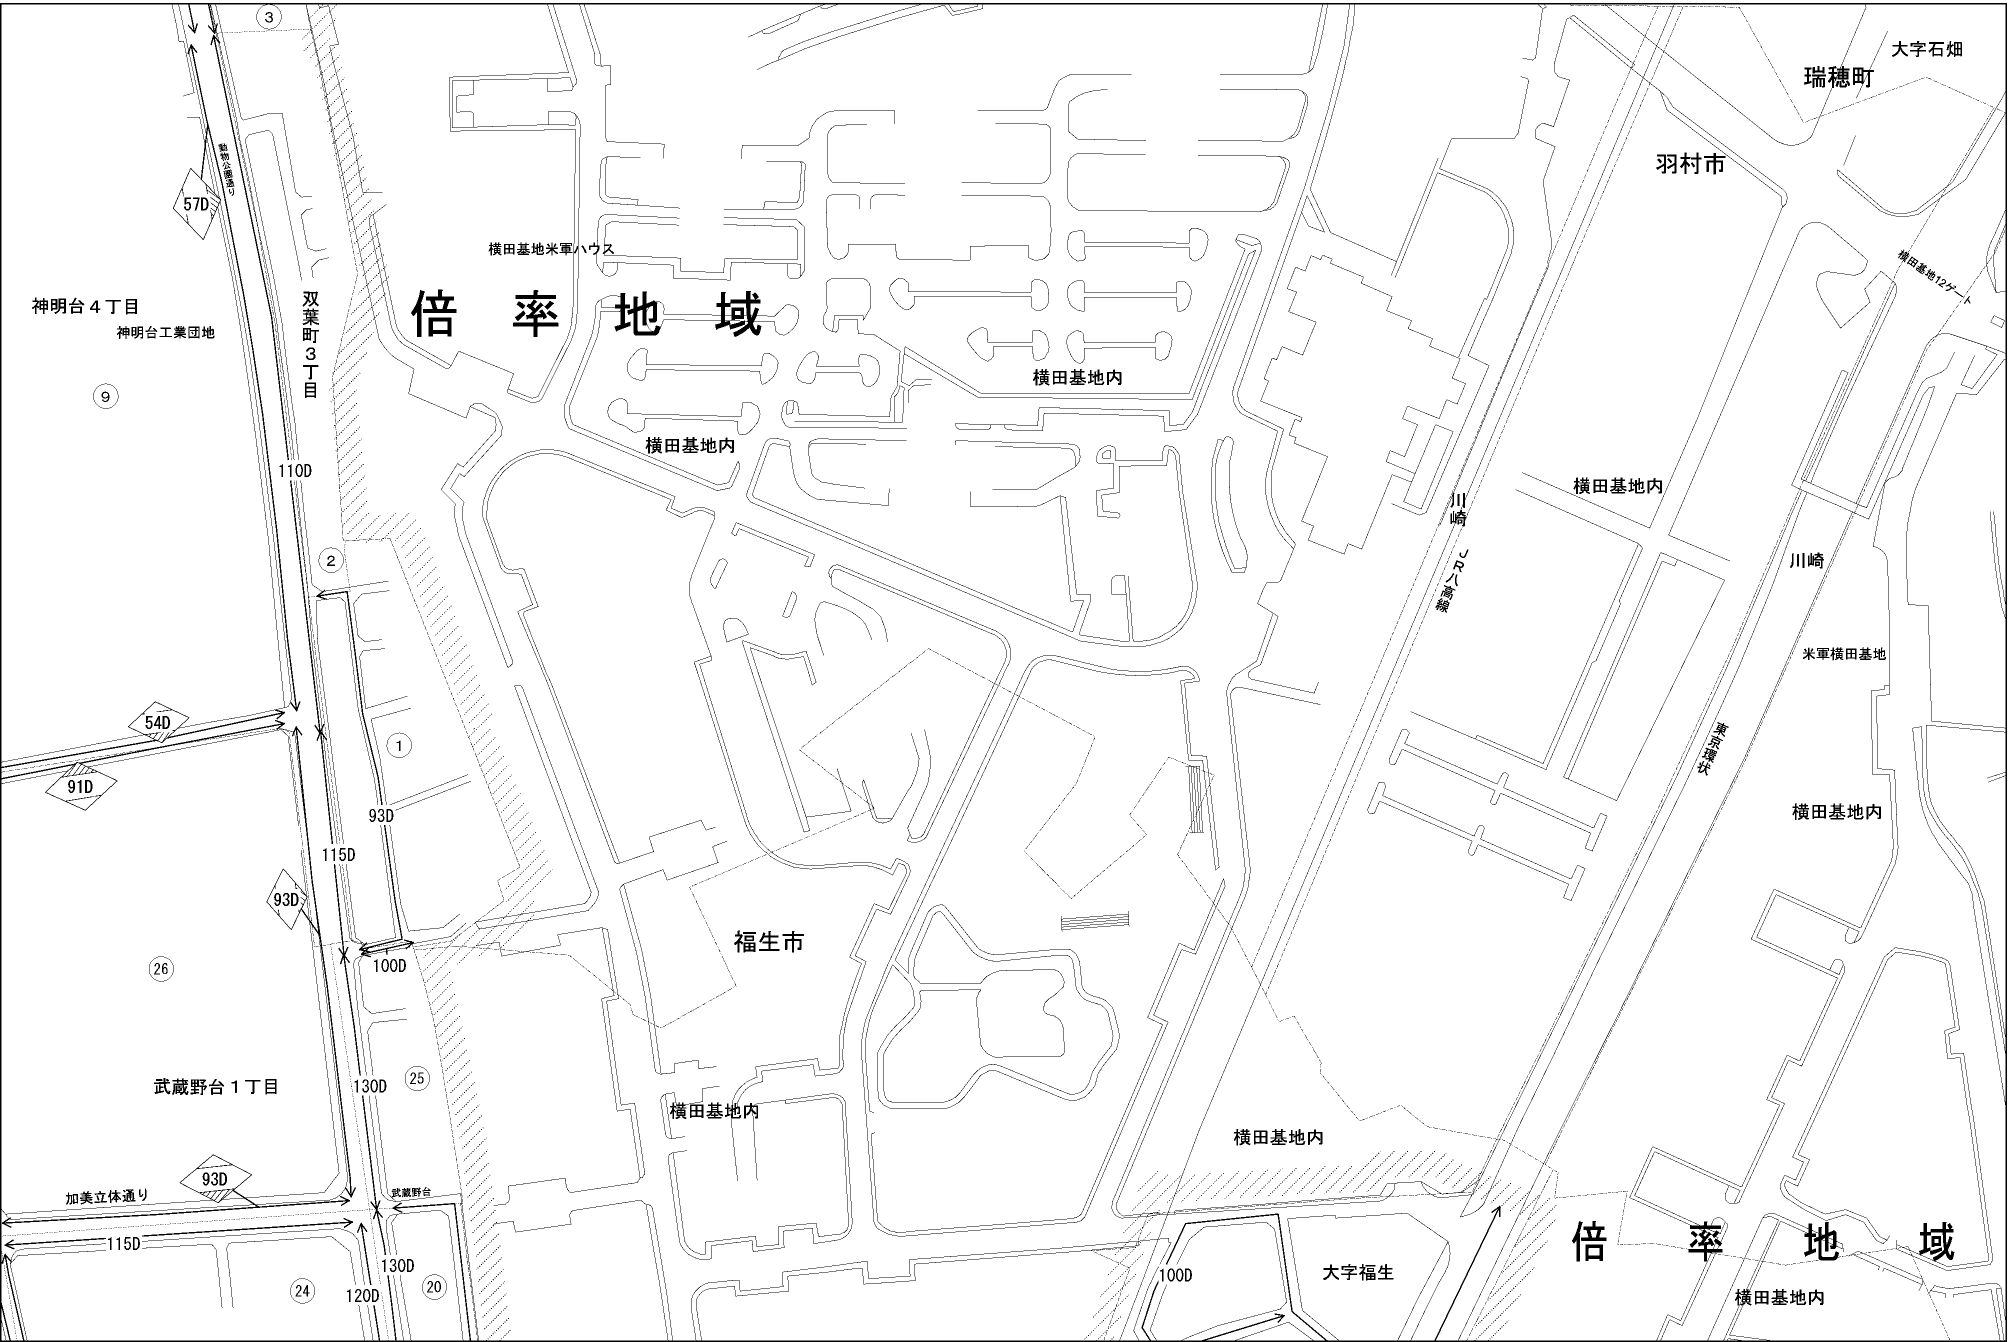 ③
大字石畑
瑞穂町
羽村市
動物公園通り
57D
横田基地米軍ハウス
横田基地12ゲート
神明台４丁目
神明台工業団地
双葉町３丁目
倍率地域
横田基地内
⑨
横田基地内
110D
横田基地内
川崎
②
ＪＲ八高線
川崎
米軍横田基地
54D
①
東京環状
91D
93D
横田基地内
115D
93D
福生市
100D
㉖
130D
㉕
武蔵野台１丁目
横田基地内
横田基地内
93D
加美立体通り
武蔵野台
115D
130D
倍率地域
100D
大字福生
⑳
㉔
120D
横田基地内